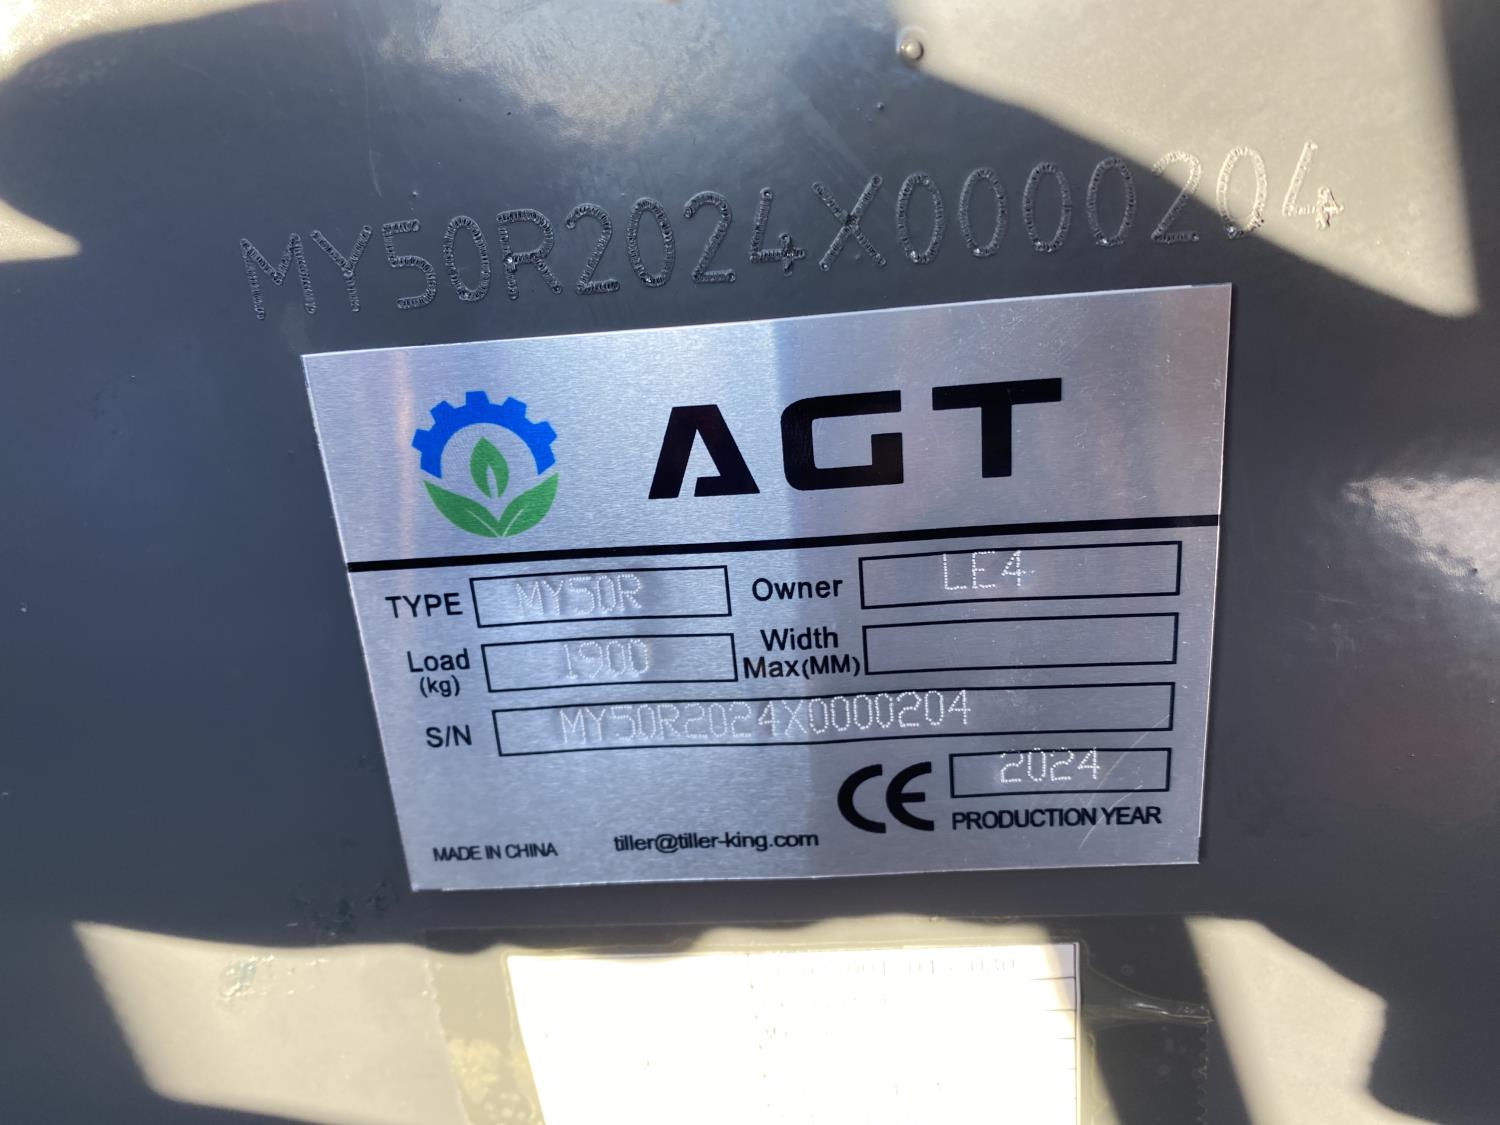 MY50R2024X0000204
AGT
TYPE MY50R Owner LE4
Load (kg) 1900 Width Max(MM)
S/N MY50R2024X0000204
CE 2024
PRODUCTION YEAR
MADE IN CHINA tiller@tiller-king.com